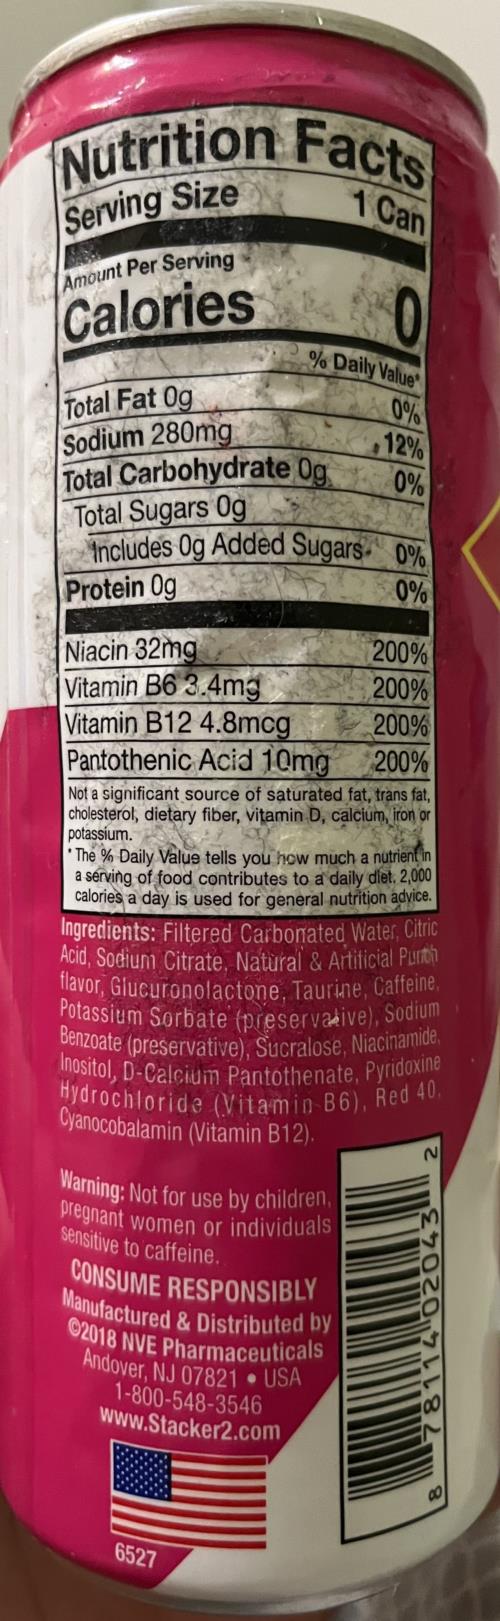 Nutrition Facts
Serving Size 1 Can
Amount Per Serving
Calories 0
% Daily Value*
Total Fat 0g 0%
Sodium 280mg 12%
Total Carbohydrate 0g 0%
Total Sugars 0g
Includes 0g Added Sugars 0%
Protein 0g 0%
Niacin 32mg 200%
Vitamin B6 3.4mg 200%
Vitamin B12 4.8mcg 200%
Pantothenic Acid 10mg 200%
Not a significant source of saturated fat, trans fat,
cholesterol, dietary fiber, vitamin D, calcium, iron or
potassium.
* The % Daily Value tells you how much a nutrient in
a serving of food contributes to a daily diet. 2,000
calories a day is used for general nutrition advice.
Ingredients: Filtered Carbonated Water, Citric
Acid, Sodium Citrate, Natural & Artificial Punch
flavor, Glucuronolactone, Taurine, Caffeine,
Potassium Sorbate (preservative), Sodium
Benzoate (preservative), Sucralose, Niacinamide,
Inositol, D-Calcium Pantothenate, Pyridoxine
Hydrochloride (Vitamin B6), Red 40,
Cyanocobalamin (Vitamin B12).
Warning: Not for use by children,
pregnant women or individuals
sensitive to caffeine.
CONSUME RESPONSIBLY
Manufactured & Distributed by
©2018 NVE Pharmaceuticals
Andover, NJ 07821 • USA
1-800-548-3546
www.Stacker2.com
6527
8 78114 02043 2